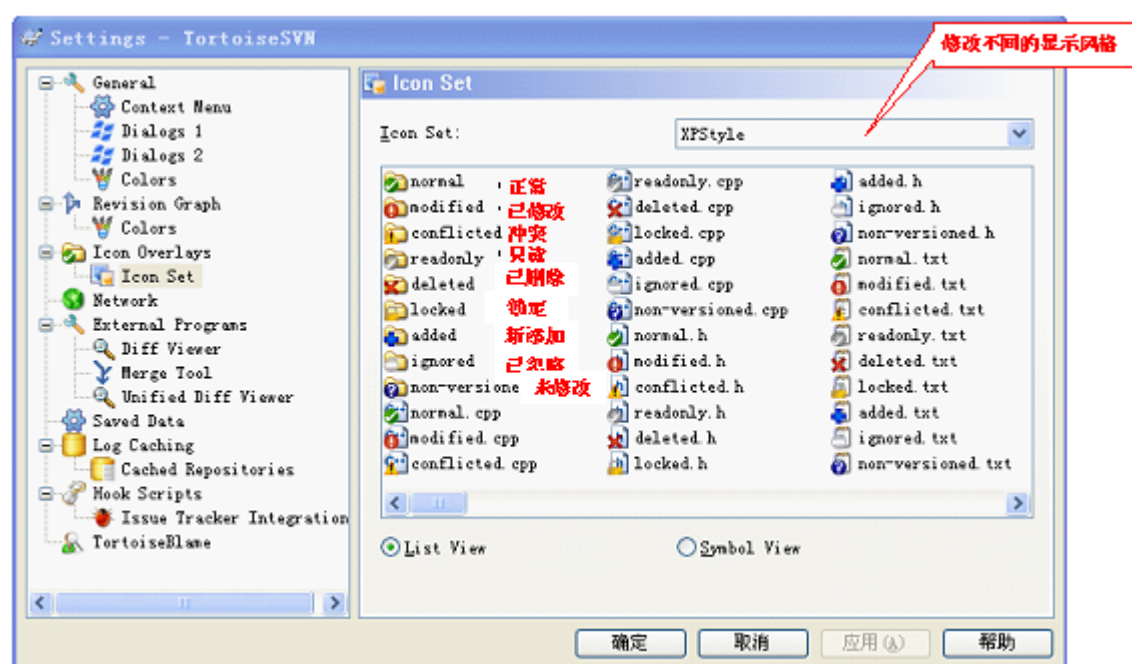 Settings - TortoiseSVN
修改不同的显示风格
General
Context Menu
Dialogs 1
Dialogs 2
Colors
Revision Graph
Colors
Icon Overlays
Icon Set
Network
External Programs
Diff Viewer
Merge Tool
Unified Diff Viewer
Saved Data
Log Caching
Cached Repositories
Hook Scripts
Issue Tracker Integration
TortoiseBlame
Icon Set
Icon Set:
XPStyle
normal 正常
modified 已修改
conflicted 冲突
readonly 只读
deleted 已删除
locked 锁定
added 新添加
ignored 已忽略
non-versione 未修改
normal.cpp
modified.cpp
conflicted.cpp
readonly.cpp
deleted.cpp
locked.cpp
added.cpp
ignored.cpp
non-versioned.cpp
normal.h
modified.h
conflicted.h
readonly.h
deleted.h
locked.h
added.h
ignored.h
non-versioned.h
normal.txt
modified.txt
conflicted.txt
readonly.txt
deleted.txt
locked.txt
added.txt
ignored.txt
non-versioned.txt
List View
Symbol View
确定
取消
应用(A)
帮助